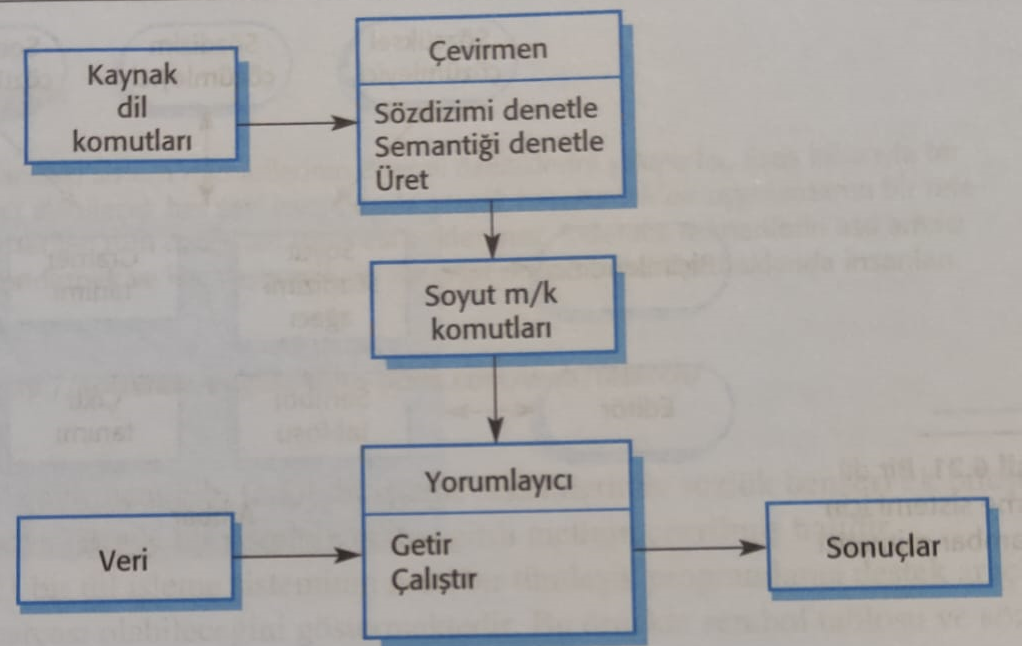 Kaynak
dil
komutları
Çevirmen
Sözdizimi denetle
Semantiği denetle
Üret
Soyut m/k
komutları
Veri
Yorumlayıcı
Getir
Çalıştır
Sonuçlar